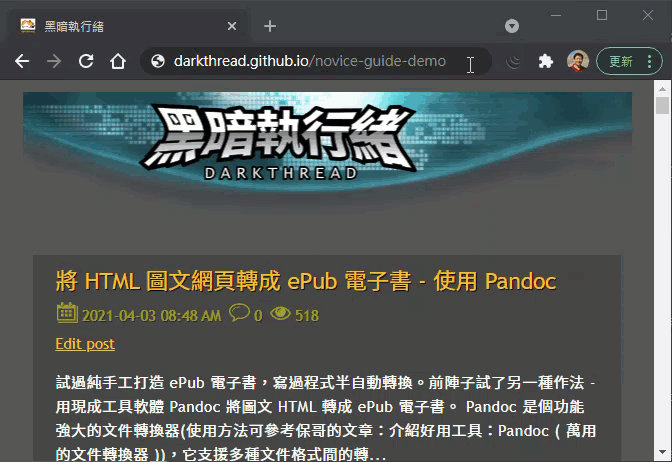 黑暗執行緒
darkthread.github.io/novice-guide-demo
更新
黑暗執行緒
DARKTHREAD
將 HTML 圖文網頁轉成 ePub 電子書 - 使用 Pandoc
2021-04-03 08:48 AM 0 518
Edit post
試過純手工打造 ePub 電子書，寫過程式半自動轉換。前陣子試了另一種作法 -
用現成工具軟體 Pandoc 將圖文 HTML 轉成 ePub 電子書。 Pandoc 是個功能
強大的文件轉換器(使用方法可參考保哥的文章：介紹好用工具：Pandoc ( 萬用
的文件轉換器 ))，它支援多種文件格式間的轉...